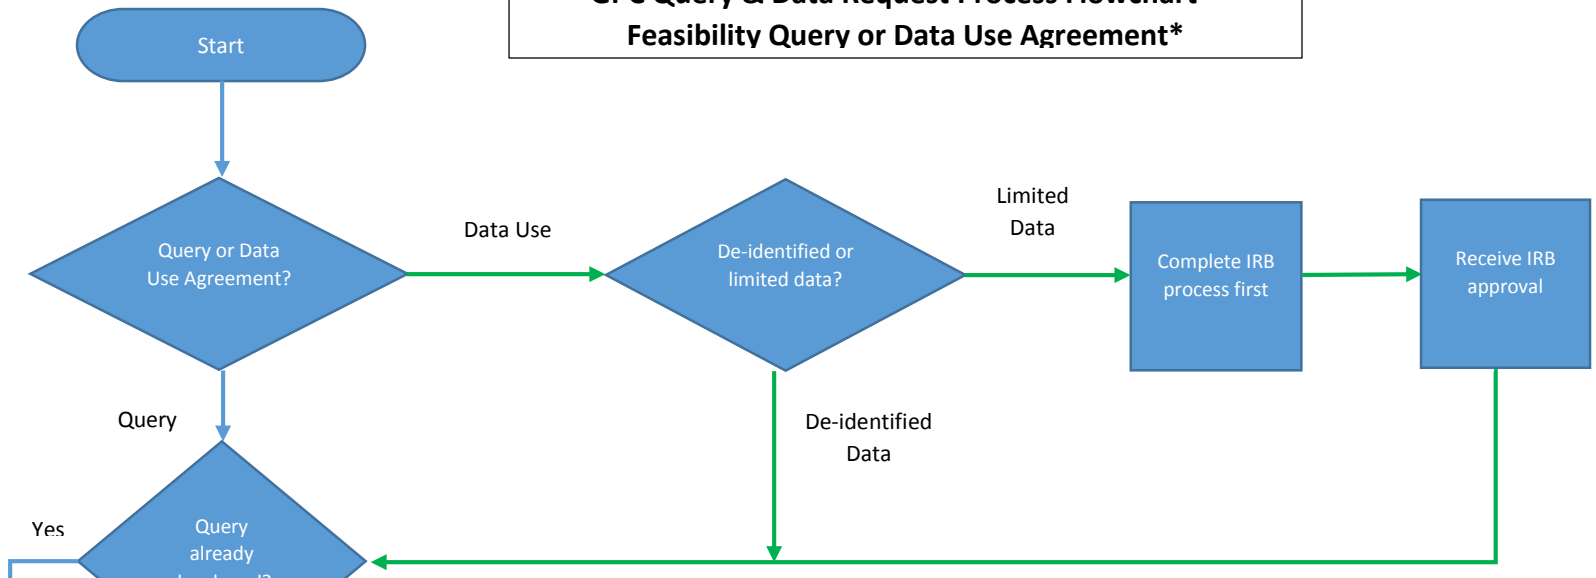 Feasibility Query or Data Use Agreement*
Start
Query or Data
Use Agreement?
Data Use
De-identified or
limited data?
Limited
Data
Complete IRB
process first
Receive IRB
approval
Query
De-identified
Data
Yes
Query
already